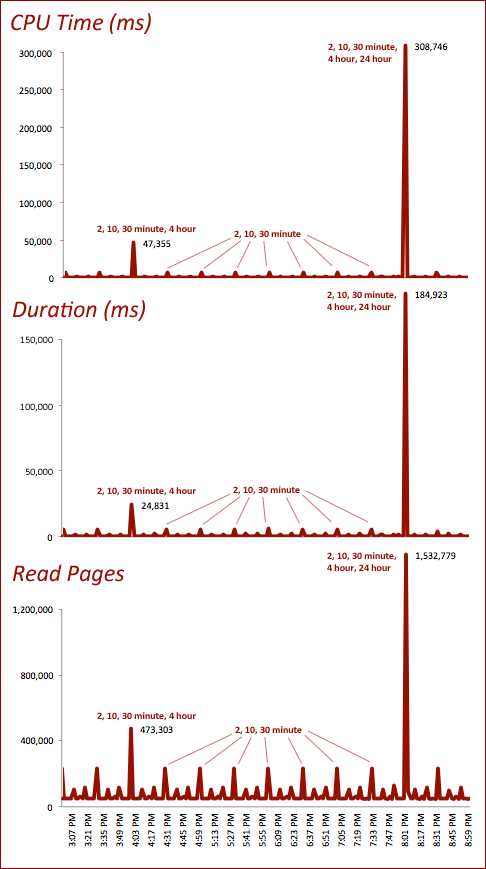 CPU Time (ms)
300,000
250,000
200,000
150,000
100,000
50,000
0
2, 10, 30 minute,
4 hour, 24 hour
308,746
2, 10, 30 minute, 4 hour
47,355
2, 10, 30 minute
Duration (ms)
150,000
100,000
50,000
0
2, 10, 30 minute,
4 hour, 24 hour
184,923
2, 10, 30 minute, 4 hour
24,831
2, 10, 30 minute
Read Pages
1,200,000
800,000
400,000
0
2, 10, 30 minute,
4 hour, 24 hour
1,532,779
2, 10, 30 minute, 4 hour
473,303
2, 10, 30 minute
3:07 PM
3:21 PM
3:35 PM
3:49 PM
4:03 PM
4:17 PM
4:31 PM
4:45 PM
4:59 PM
5:13 PM
5:27 PM
5:41 PM
5:55 PM
6:09 PM
6:23 PM
6:37 PM
6:51 PM
7:05 PM
7:19 PM
7:33 PM
7:47 PM
8:01 PM
8:17 PM
8:31 PM
8:45 PM
8:59 PM